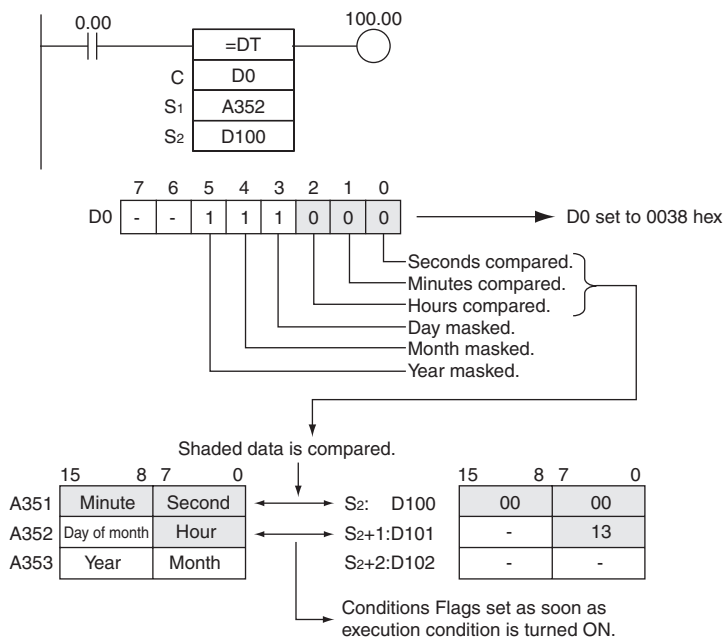 0.00
100.00
=DT
C D0
S1 A352
S2 D100
7 6 5 4 3 2 1 0
D0 - - 1 1 1 0 0 0 D0 set to 0038 hex
Seconds compared.
Minutes compared.
Hours compared.
Day masked.
Month masked.
Year masked.
Shaded data is compared.
15 8 7 0 15 8 7 0
A351 Minute Second S2: D100 00 00
A352 Day of month Hour S2+1:D101 - 13
A353 Year Month S2+2:D102 - -
Conditions Flags set as soon as
execution condition is turned ON.